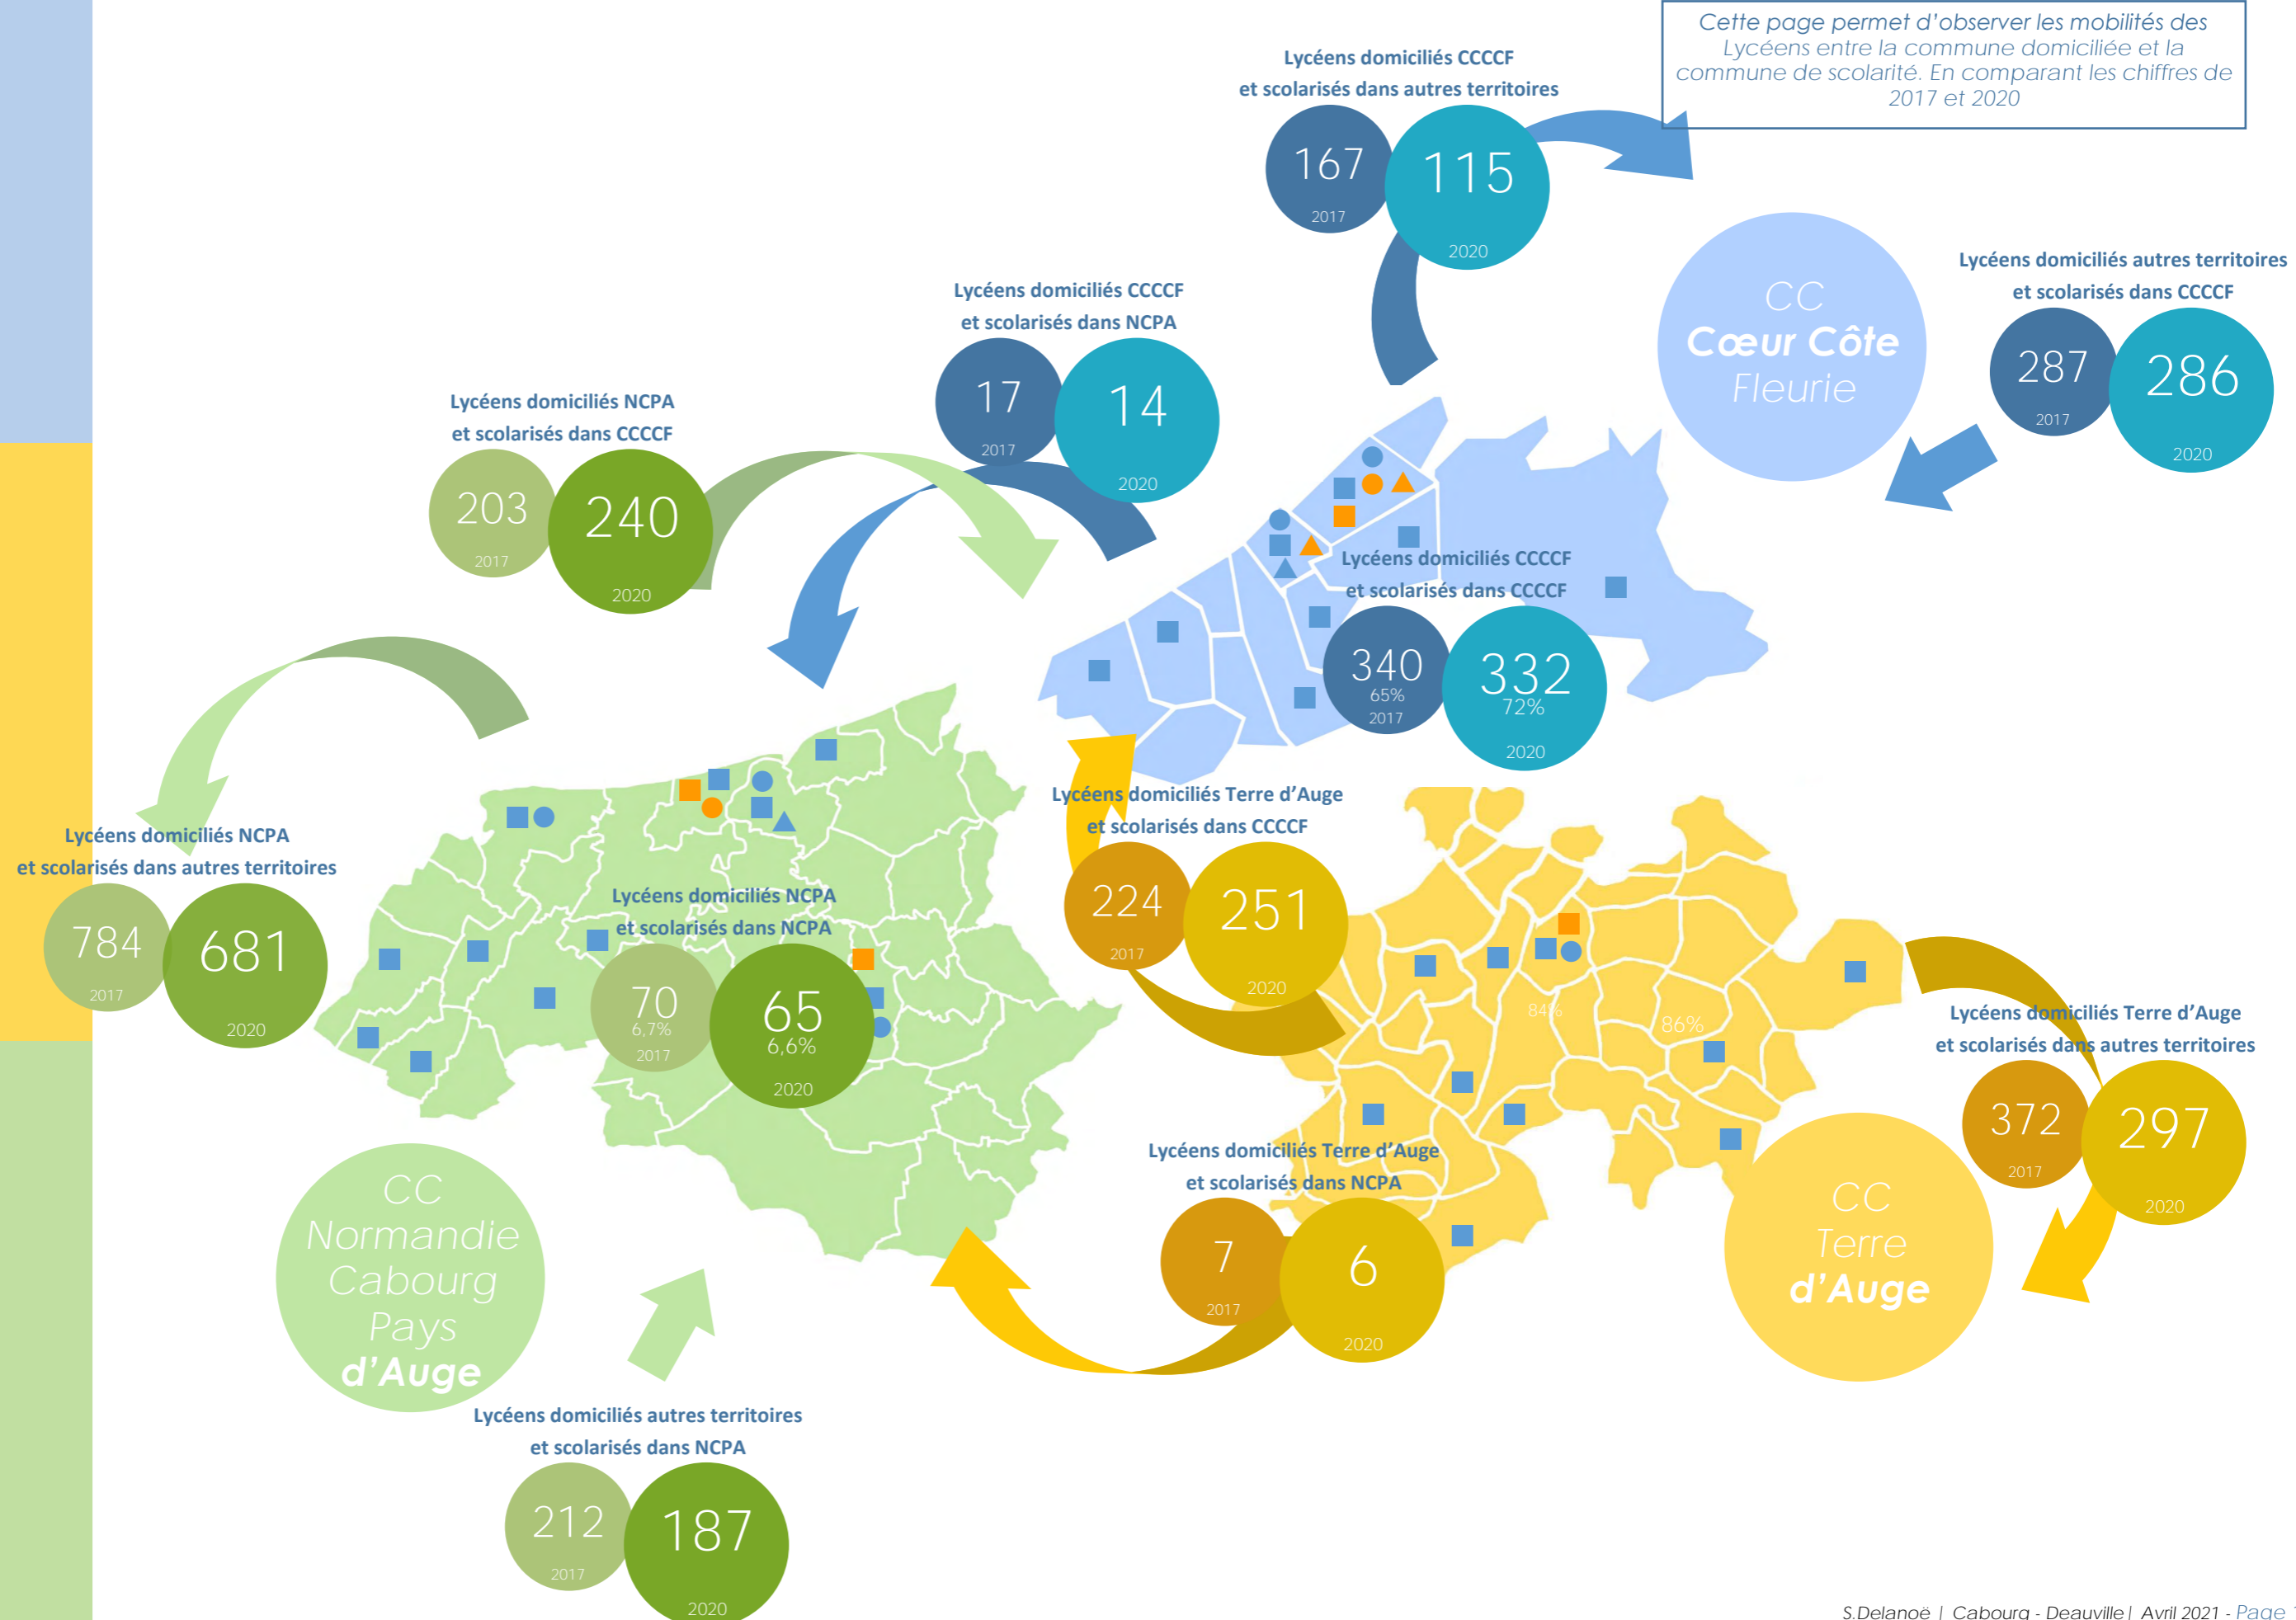 Cette page permet d'observer les mobilités des
Lycéens entre la commune domiciliée et la
commune de scolarité. En comparant les chiffres de
2017 et 2020
Lycéens domiciliés CCCCF
et scolarisés dans autres territoires
167
2017
115
2020
CC
Cœur Côte
Fleurie
Lycéens domiciliés autres territoires
et scolarisés dans CCCCF
287
2017
286
2020
Lycéens domiciliés CCCCF
et scolarisés dans NCPA
17
2017
14
2020
Lycéens domiciliés NCPA
et scolarisés dans CCCCF
203
2017
240
2020
Lycéens domiciliés CCCCF
et scolarisés dans CCCCF
340
65%
2017
332
72%
2020
Lycéens domiciliés NCPA
et scolarisés dans autres territoires
784
2017
681
2020
Lycéens domiciliés NCPA
et scolarisés dans NCPA
70
6,7%
2017
65
6,6%
2020
Lycéens domiciliés Terre d'Auge
et scolarisés dans CCCCF
224
2017
251
2020
84%
86%
Lycéens domiciliés Terre d'Auge
et scolarisés dans autres territoires
372
2017
297
2020
Lycéens domiciliés Terre d'Auge
et scolarisés dans NCPA
7
2017
6
2020
CC
Terre
d'Auge
CC
Normandie
Cabourg
Pays
d'Auge
Lycéens domiciliés autres territoires
et scolarisés dans NCPA
212
2017
187
2020
S.Delanoë | Cabourg - Deauville | Avril 2021 - Page